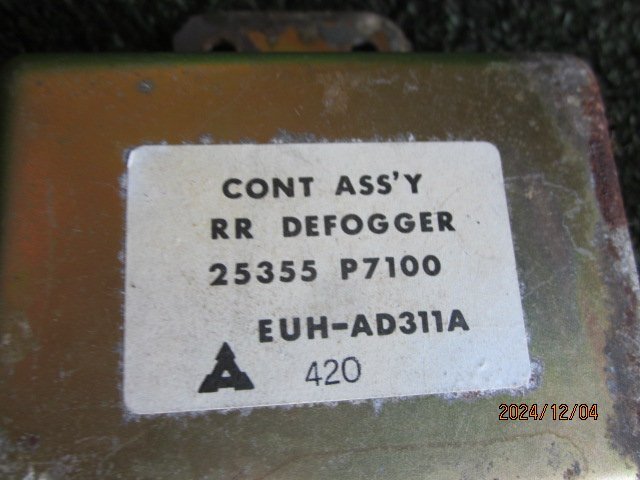 CONT ASS'Y
RR DEFOGGER
25355 P7100
EUH-AD311A
420
2024/12/04